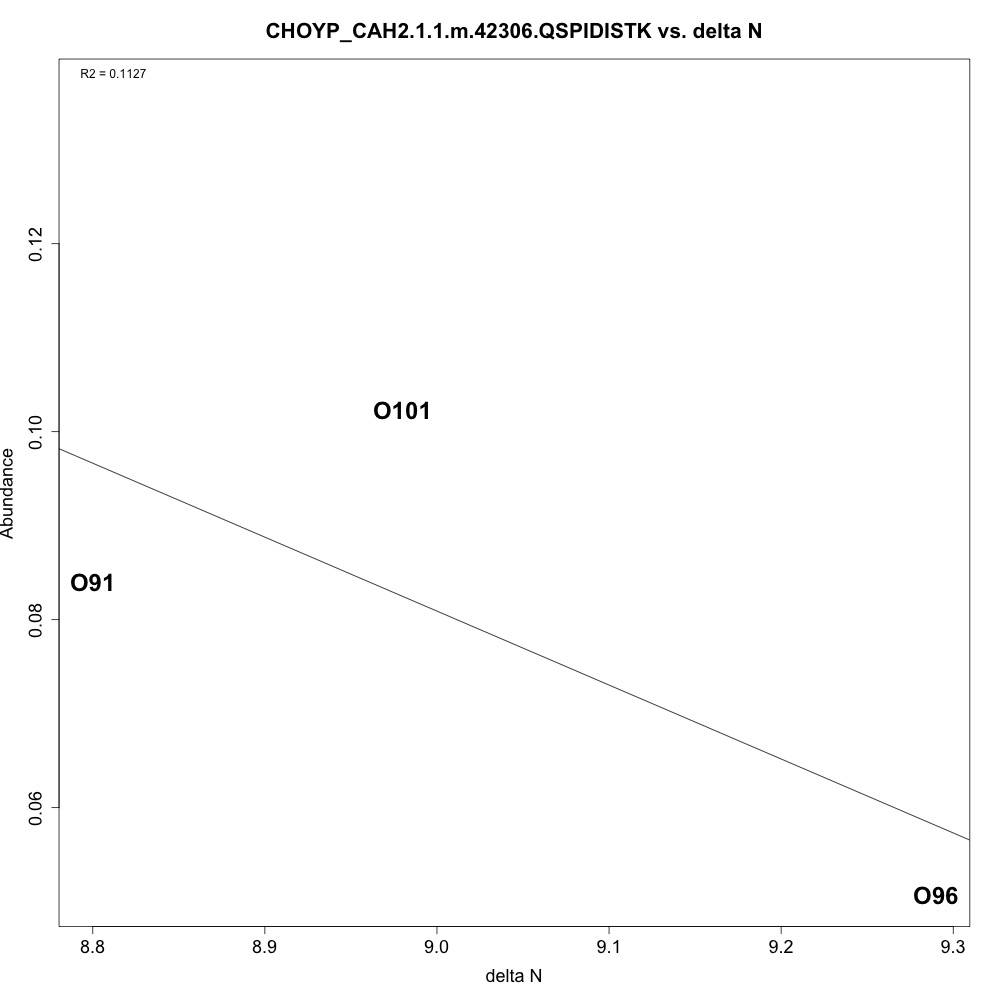 CHOYP_CAH2.1.1.m.42306.QSPIDISTK vs. delta N
R2 = 0.1127
0.12
O101
0.10
Abundance
O91
0.08
0.06
O96
8.8 8.9 9.0 9.1 9.2 9.3
delta N